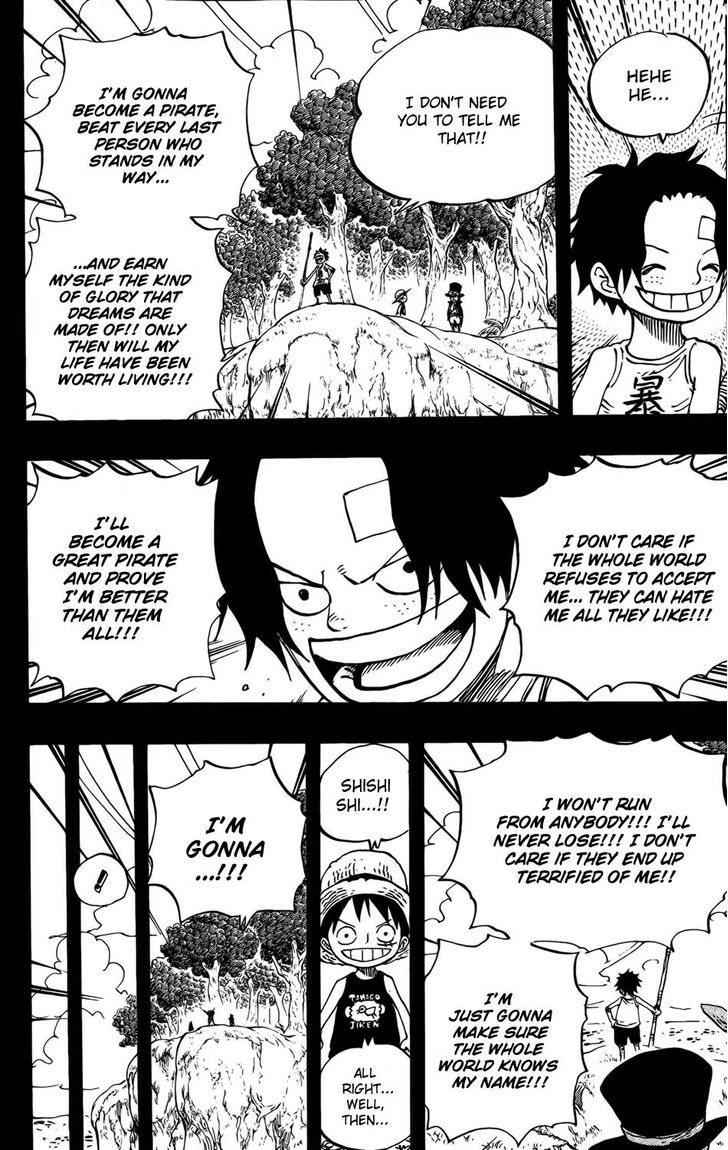 HEHE
HE...
暴
I DON'T NEED
YOU TO TELL ME
THAT!!
I'M GONNA
BECOME A PIRATE,
BEAT EVERY LAST
PERSON WHO
STANDS IN MY
WAY...
...AND EARN
MYSELF THE KIND
OF GLORY THAT
DREAMS ARE
MADE OF!! ONLY
THEN WILL MY
LIFE HAVE BEEN
WORTH LIVING!!!
I DON'T CARE IF
THE WHOLE WORLD
REFUSES TO ACCEPT
ME... THEY CAN HATE
ME ALL THEY LIKE!!!
I'LL
BECOME A
GREAT PIRATE
AND PROVE
I'M BETTER
THAN THEM
ALL!!!
I WON'T RUN
FROM ANYBODY!!! I'LL
NEVER LOSE!!! I DON'T
CARE IF THEY END UP
TERRIFIED OF ME!!
I'M
JUST GONNA
MAKE SURE
THE WHOLE
WORLD KNOWS
MY NAME!!!
SHISHI
SHI...!!
JIKEN
ALL
RIGHT...
WELL,
THEN...
I'M
GONNA
...!!!
!